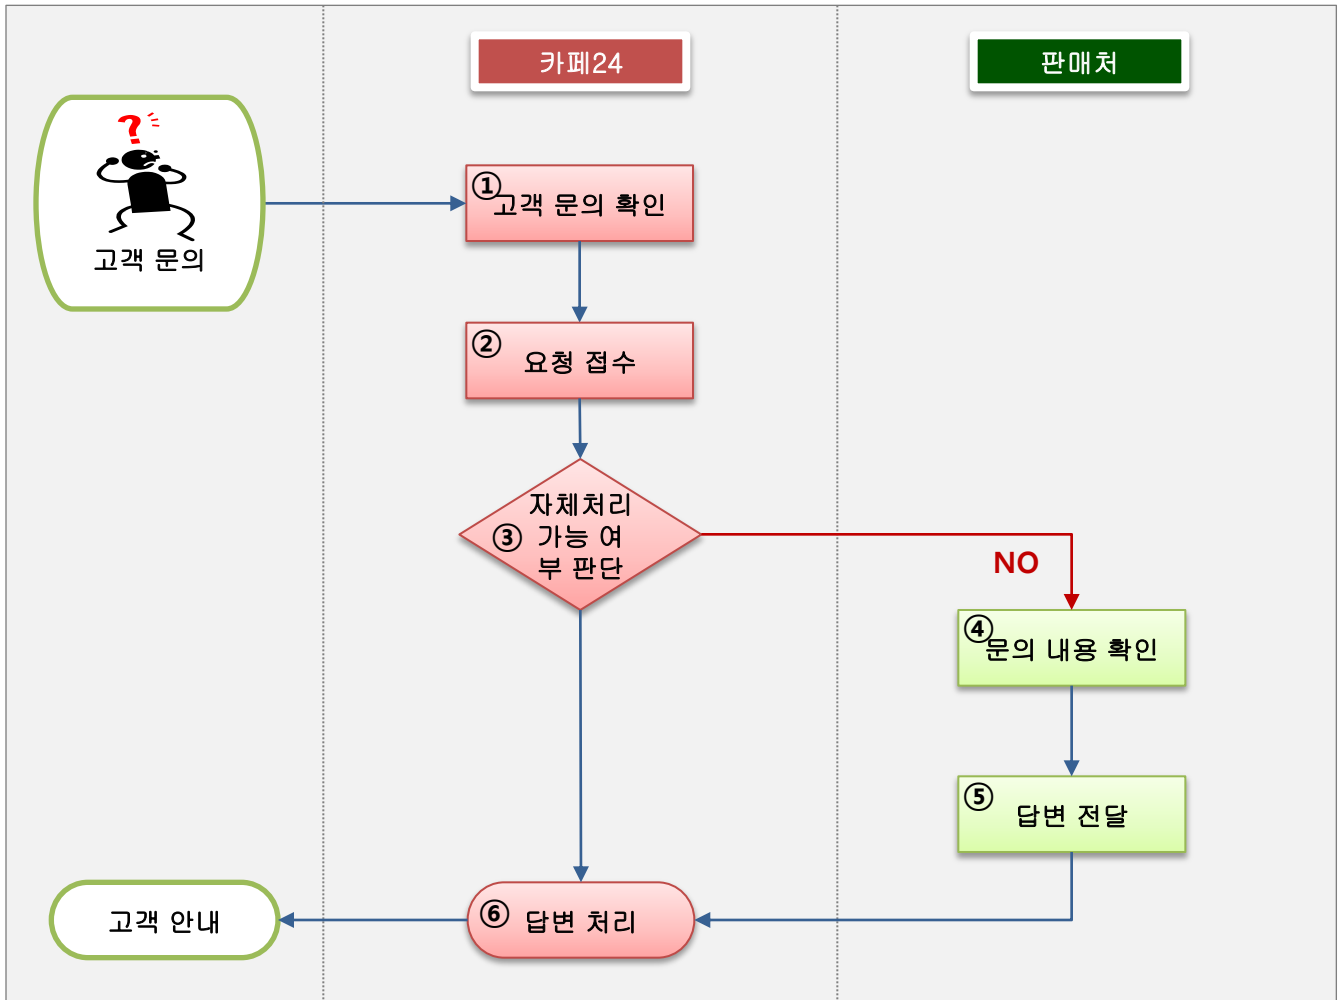 카페24
판매처
?
고객 문의
①
고객 문의 확인
②
요청 접수
③
자체처리
가능 여
부 판단
NO
④
문의 내용 확인
⑤
답변 전달
⑥
답변 처리
고객 안내